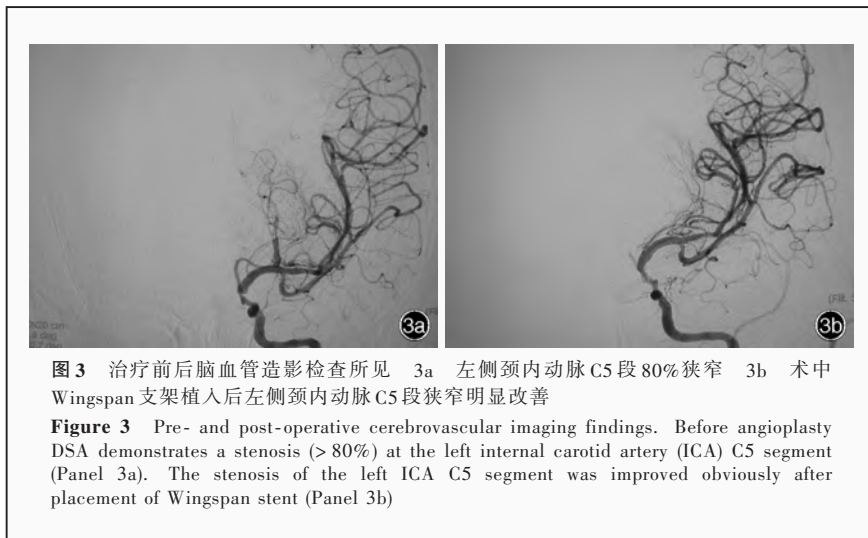 3a
3b
图3 治疗前后脑血管造影检查所见 3a 左侧颈内动脉C5段80%狭窄 3b 术中
Wingspan支架植入后左侧颈内动脉C5段狭窄明显改善
Figure 3 Pre- and post-operative cerebrovascular imaging findings. Before angioplasty
DSA demonstrates a stenosis (> 80%) at the left internal carotid artery (ICA) C5 segment
(Panel 3a). The stenosis of the left ICA C5 segment was improved obviously after
placement of Wingspan stent (Panel 3b)